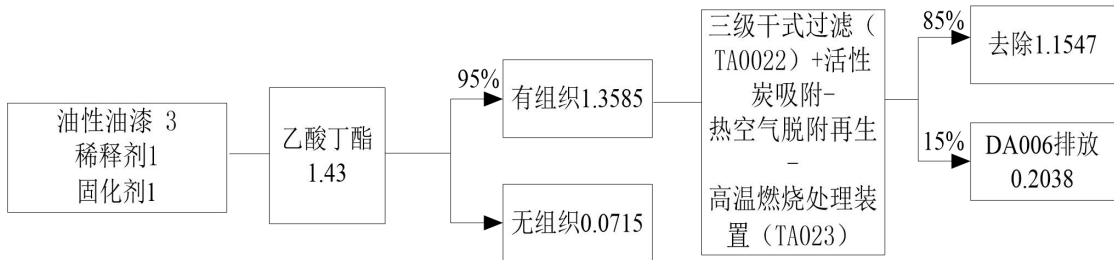 油性油漆 3
稀释剂1
固化剂1
乙酸丁酯
1.43
95%
有组织1.3585
无组织0.0715
三级干式过滤（
TA0022）+活性
炭吸附-
热空气脱附再生
-
高温燃烧处理装
置（TA023）
85%
去除1.1547
15%
DA006排放
0.2038